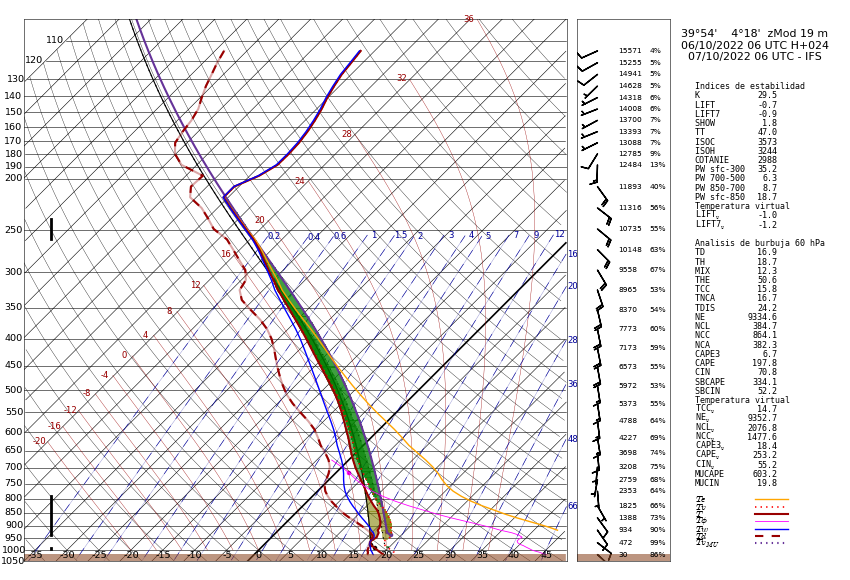 39°54' 4°18' zMod 19 m
06/10/2022 06 UTC H+024
07/10/2022 06 UTC - IFS
Indices de estabilidad
K 29.5
LIFT -0.7
LIFT7 -0.9
SHOW 1.8
TT 47.0
ISOC 3573
ISOH 3244
COTANIE 2988
PW sfc-300 35.2
PW 700-500 6.3
PW 850-700 8.7
PW sfc-850 18.7
Temperatura virtual
LIFTv -1.0
LIFT7v -1.2
Analisis de burbuja 60 hPa
TD 16.9
TH 18.7
MIX 12.3
THE 50.6
TCC 15.8
TNCA 16.7
TDIS 24.2
NE 9334.6
NCL 384.7
NCC 864.1
NCA 382.3
CAPE3 6.7
CAPE 197.8
CIN 70.8
SBCAPE 334.1
SBCIN 52.2
Temperatura virtual
TCCv 14.7
NEv 9352.7
NCLv 2076.8
NCCv 1477.6
CAPE3v 18.4
CAPEv 253.2
CINv 55.2
MUCAPE 603.2
MUCIN 19.8
15571 4%
15255 5%
14941 5%
14628 5%
14318 6%
14008 6%
13700 7%
13393 7%
13088 7%
12785 9%
12484 13%
11893 40%
11316 56%
10735 55%
10148 63%
9558 67%
8965 53%
8370 54%
7773 60%
7173 59%
6573 55%
5972 53%
5373 55%
4788 64%
4227 69%
3698 74%
3208 75%
2759 68%
2353 64%
1825 66%
1388 73%
934 90%
472 99%
30 86%
110
120
130
140
150
160
170
180
190
200
250
300
350
400
450
500
550
600
650
700
750
800
850
900
950
1000
1050
-35 -30 -25 -20 -15 -10 -5 0 5 10 15 20 25 30 35 40 45
36
32
28
24
20
16
12
8
4
0
-4
-8
-12
-16
-20
0.2 0.4 0.6 1 1.5 2 3 4 5 7 9 12
16
20
28
36
48
66